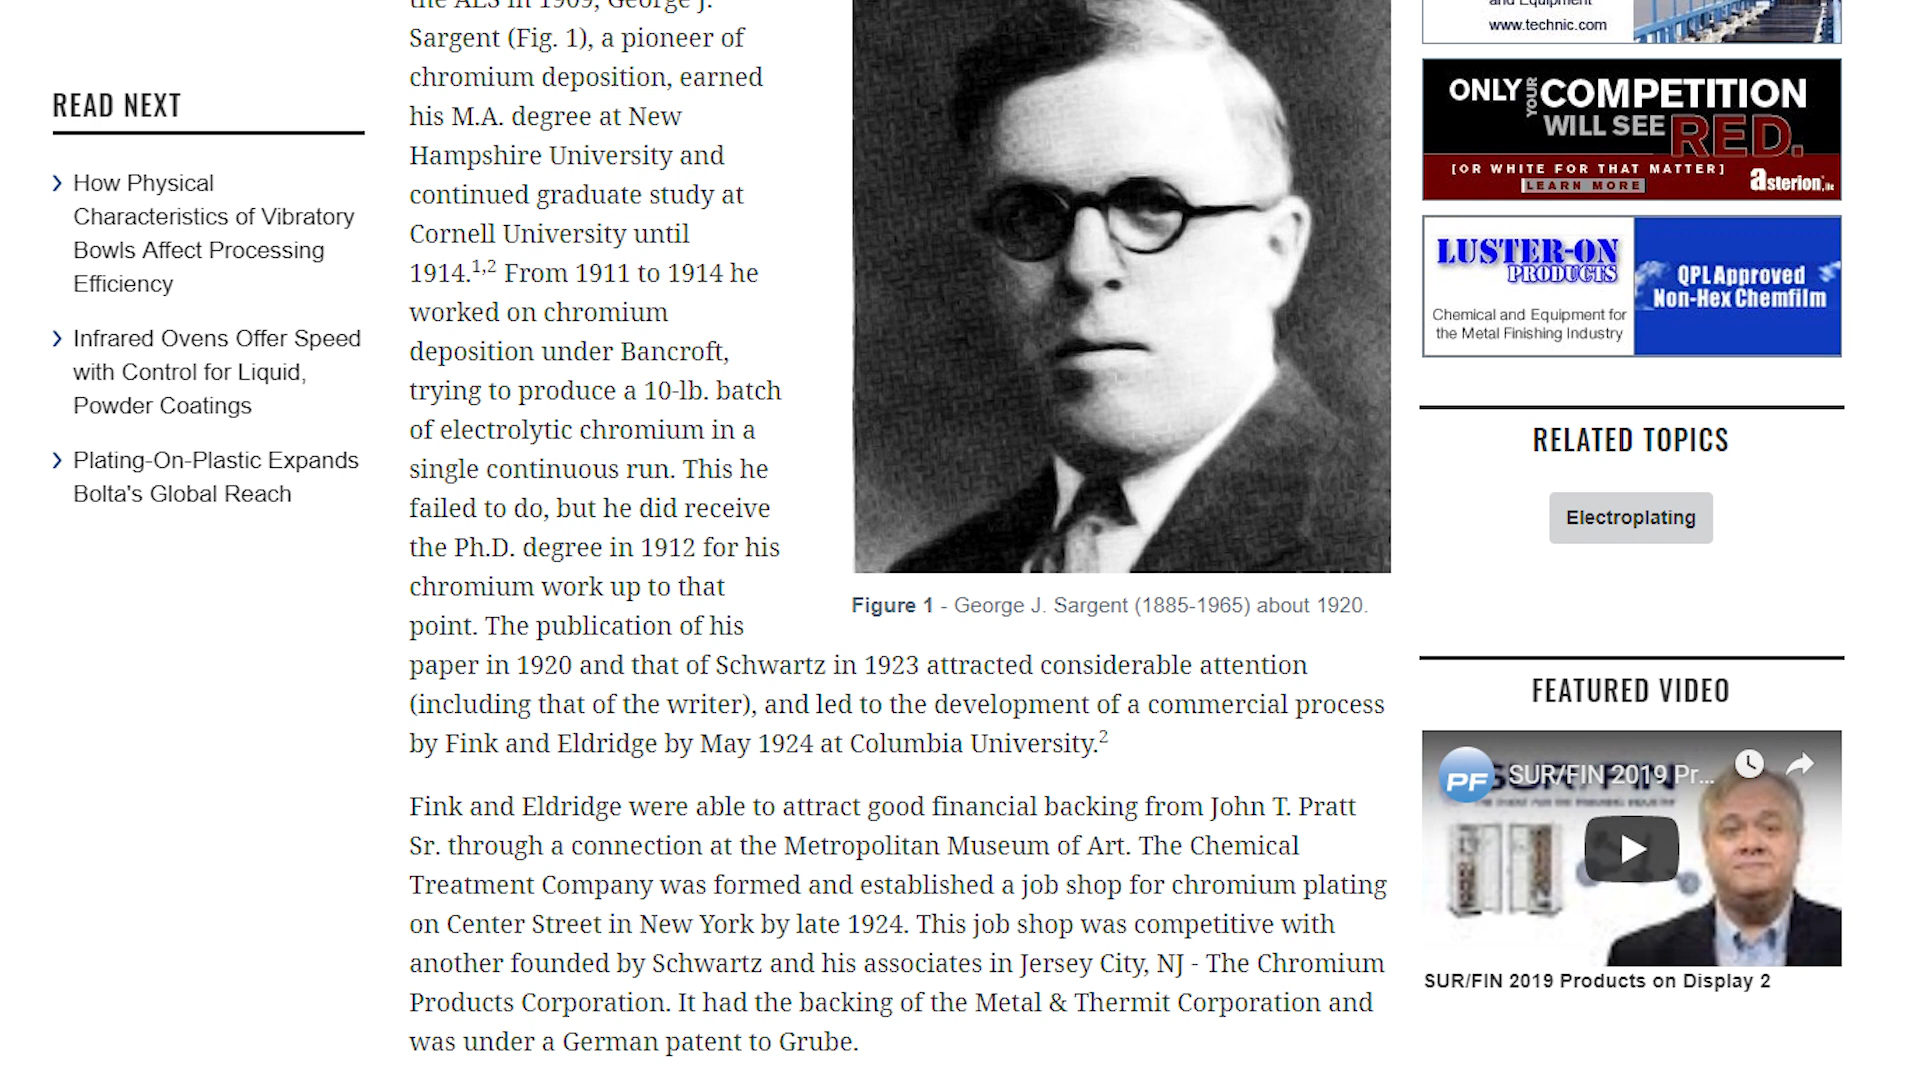 READ NEXT
How Physical
Characteristics of Vibratory
Bowls Affect Processing
Efficiency
Infrared Ovens Offer Speed
with Control for Liquid,
Powder Coatings
Plating-On-Plastic Expands
Bolta's Global Reach
the AES in 1909, George J.
Sargent (Fig. 1), a pioneer of
chromium deposition, earned
his M.A. degree at New
Hampshire University and
continued graduate study at
Cornell University until
1914.1,2 From 1911 to 1914 he
worked on chromium
deposition under Bancroft,
trying to produce a 10-lb. batch
of electrolytic chromium in a
single continuous run. This he
failed to do, but he did receive
the Ph.D. degree in 1912 for his
chromium work up to that
point. The publication of his
paper in 1920 and that of Schwartz in 1923 attracted considerable attention
(including that of the writer), and led to the development of a commercial process
by Fink and Eldridge by May 1924 at Columbia University.2
Figure 1 - George J. Sargent (1885-1965) about 1920.
Fink and Eldridge were able to attract good financial backing from John T. Pratt
Sr. through a connection at the Metropolitan Museum of Art. The Chemical
Treatment Company was formed and established a job shop for chromium plating
on Center Street in New York by late 1924. This job shop was competitive with
another founded by Schwartz and his associates in Jersey City, NJ - The Chromium
Products Corporation. It had the backing of the Metal & Thermit Corporation and
was under a German patent to Grube.
and Equipment
www.technic.com
ONLY YOUR COMPETITION
WILL SEE RED.
[OR WHITE FOR THAT MATTER]
LEARN MORE
asterion, llc
LUSTER-ON
PRODUCTS
Chemical and Equipment for
the Metal Finishing Industry
QPL Approved
Non-Hex Chemfilm
RELATED TOPICS
Electroplating
FEATURED VIDEO
PF SUR/FIN 2019 Pr...
SUR/FIN 2019 Products on Display 2